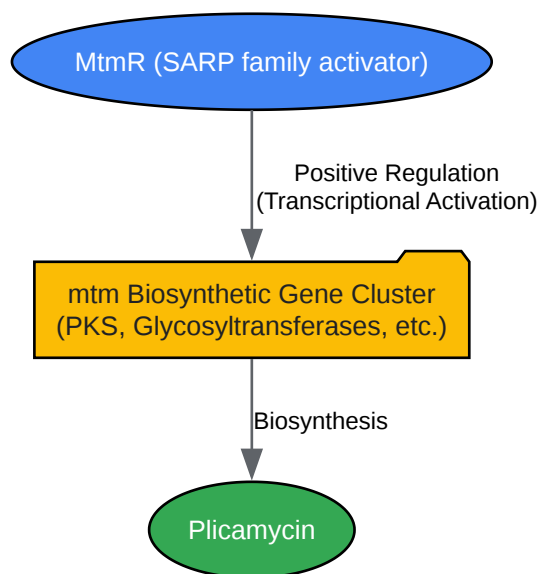 MtmR (SARP family activator)
Positive Regulation
(Transcriptional Activation)
mtm Biosynthetic Gene Cluster
(PKS, Glycosyltransferases, etc.)
Biosynthesis
Plicamycin